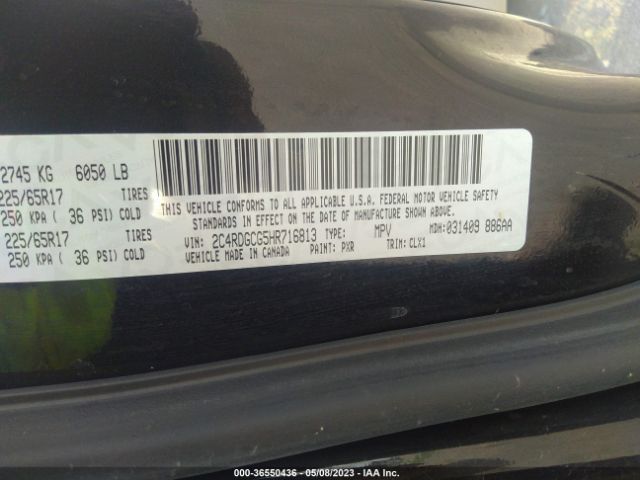 2745 KG 6050 LB
225/65R17 TIRES
250 KPA ( 36 PSI) COLD
225/65R17 TIRES
250 KPA ( 36 PSI) COLD
THIS VEHICLE CONFORMS TO ALL APPLICABLE U.S.A. FEDERAL MOTOR VEHICLE SAFETY
STANDARDS IN EFFECT ON THE DATE OF MANUFACTURE SHOWN ABOVE.
VIN: 2C4RDGCG5HR716813 TYPE: MPV MDH: 031409 886AA
VEHICLE MADE IN CANADA PAINT: PXR TRIM: CLX1
000-36550436 - 05/08/2023 - IAA